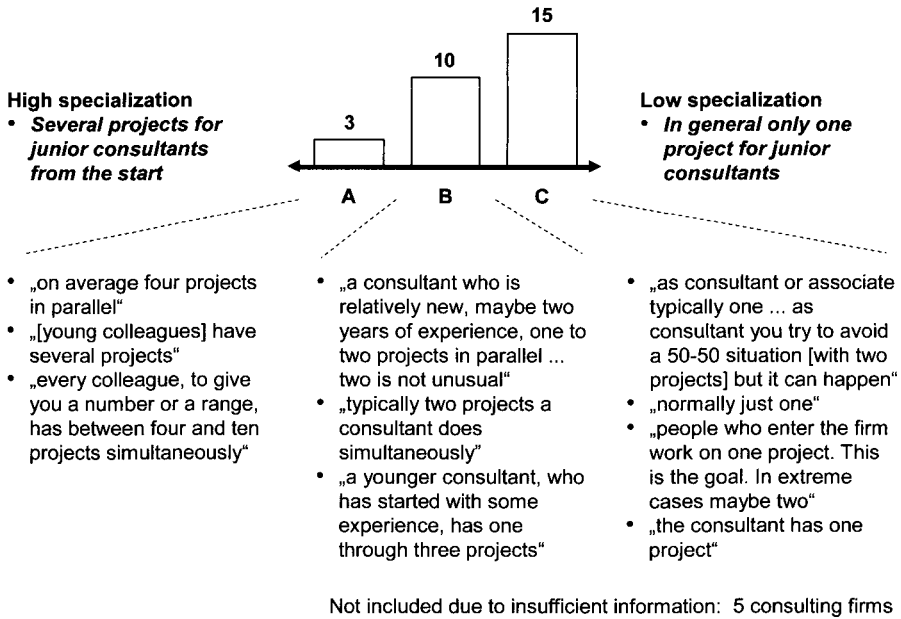 15
10
3
High specialization
• Several projects for
junior consultants
from the start
Low specialization
• In general only one
project for junior
consultants
A
B
C
• „on average four projects
in parallel“
• „[young colleagues] have
several projects“
• „every colleague, to give
you a number or a range,
has between four and ten
projects simultaneously“
• „a consultant who is
relatively new, maybe two
years of experience, one to
two projects in parallel ...
two is not unusual“
• „typically two projects a
consultant does
simultaneously”
• „a younger consultant, who
has started with some
experience, has one
through three projects“
• „as consultant or associate
typically one ... as
consultant you try to avoid
a 50-50 situation [with two
projects] but it can happen“
• „normally just one“
• „people who enter the firm
work on one project. This
is the goal. In extreme
cases maybe two“
• „the consultant has one
project“
Not included due to insufficient information: 5 consulting firms